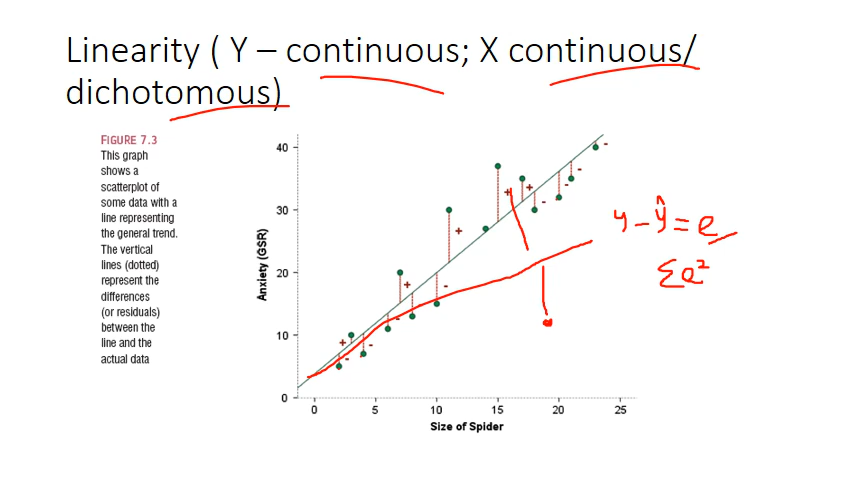 Linearity ( Y – continuous; X continuous/
dichotomous)
FIGURE 7.3
This graph
shows a
scatterplot of
some data with a
line representing
the general trend.
The vertical
lines (dotted)
represent the
differences
(or residuals)
between the
line and the
actual data
Anxiety (GSR)
40
30
20
10
0
0 5 10 15 20 25
Size of Spider
y - ŷ = e
Σe²